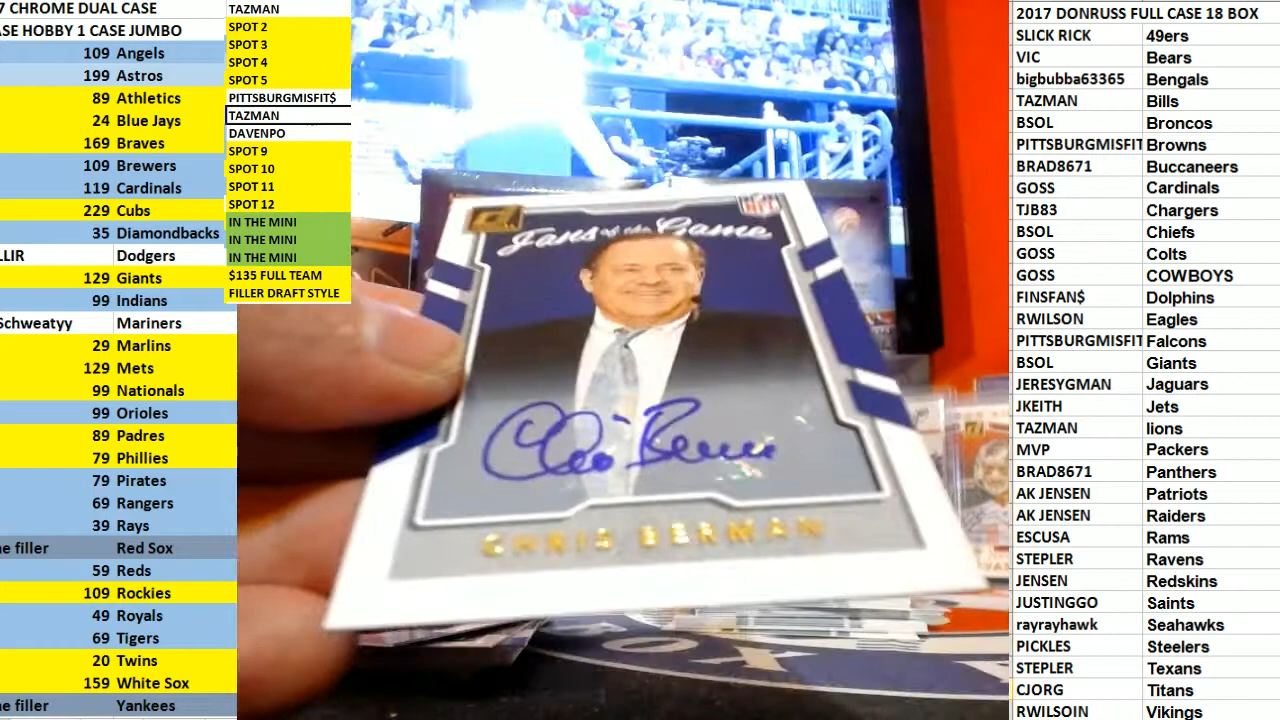 7 CHROME DUAL CASE
ASE HOBBY 1 CASE JUMBO
109 Angels
199 Astros
89 Athletics
24 Blue Jays
169 Braves
109 Brewers
119 Cardinals
229 Cubs
35 Diamondbacks
LLIR Dodgers
129 Giants
99 Indians
Schweatyy Mariners
29 Marlins
129 Mets
99 Nationals
99 Orioles
89 Padres
79 Phillies
79 Pirates
69 Rangers
39 Rays
ne filler Red Sox
59 Reds
109 Rockies
49 Royals
69 Tigers
20 Twins
159 White Sox
ne filler Yankees
TAZMAN
SPOT 2
SPOT 3
SPOT 4
SPOT 5
PITTSBURGMISFIT$
TAZMAN
DAVENPO
SPOT 9
SPOT 10
SPOT 11
SPOT 12
IN THE MINI
IN THE MINI
IN THE MINI
$135 FULL TEAM
FILLER DRAFT STYLE
NFL
Fans of the Game
Chris Berman
CHRIS BERMAN
BOX
2017 DONRUSS FULL CASE 18 BOX
SLICK RICK 49ers
VIC Bears
bigbubba63365 Bengals
TAZMAN Bills
BSOL Broncos
PITTSBURGMISFIT Browns
BRAD8671 Buccaneers
GOSS Cardinals
TJB83 Chargers
BSOL Chiefs
GOSS Colts
GOSS COWBOYS
FINSFAN$ Dolphins
RWILSON Eagles
PITTSBURGMISFIT Falcons
BSOL Giants
JERESYGMAN Jaguars
JKEITH Jets
TAZMAN lions
MVP Packers
BRAD8671 Panthers
AK JENSEN Patriots
AK JENSEN Raiders
ESCUSA Rams
STEPLER Ravens
JENSEN Redskins
JUSTINGGO Saints
rayrayhawk Seahawks
PICKLES Steelers
STEPLER Texans
CJORG Titans
RWILSOIN Vikings